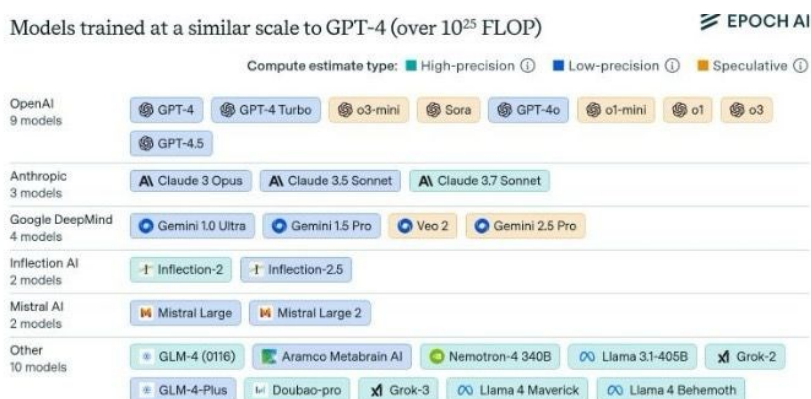 Models trained at a similar scale to GPT-4 (over 10²⁵ FLOP)
EPOCH AI
Compute estimate type: High-precision Low-precision Speculative
OpenAI
9 models
GPT-4 GPT-4 Turbo o3-mini Sora GPT-4o o1-mini o1 o3
GPT-4.5
Anthropic
3 models
Claude 3 Opus Claude 3.5 Sonnet Claude 3.7 Sonnet
Google DeepMind
4 models
Gemini 1.0 Ultra Gemini 1.5 Pro Veo 2 Gemini 2.5 Pro
Inflection AI
2 models
Inflection-2 Inflection-2.5
Mistral AI
2 models
Mistral Large Mistral Large 2
Other
10 models
GLM-4 (0116) Aramco Metabrain AI Nemotron-4 340B Llama 3.1-405B Grok-2
GLM-4-Plus Doubao-pro Grok-3 Llama 4 Maverick Llama 4 Behemoth